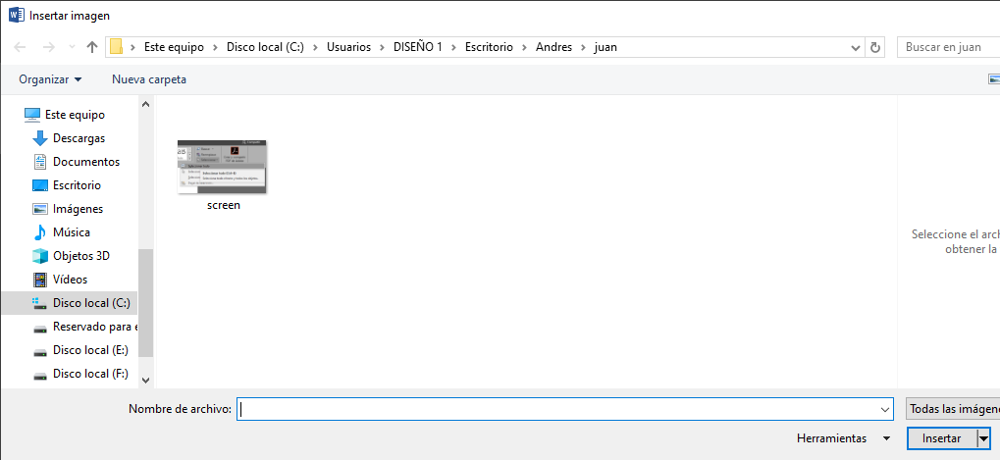 Insertar imagen
Este equipo > Disco local (C:) > Usuarios > DISEÑO 1 > Escritorio > Andres > juan
Buscar en juan
Organizar
Nueva carpeta
Este equipo
Descargas
Documentos
Escritorio
Imágenes
Música
Objetos 3D
Vídeos
Disco local (C:)
Reservado para e
Disco local (E:)
Disco local (F:)
screen
Seleccione el arch
obtener la
Nombre de archivo:
Todas las imágene
Herramientas
Insertar